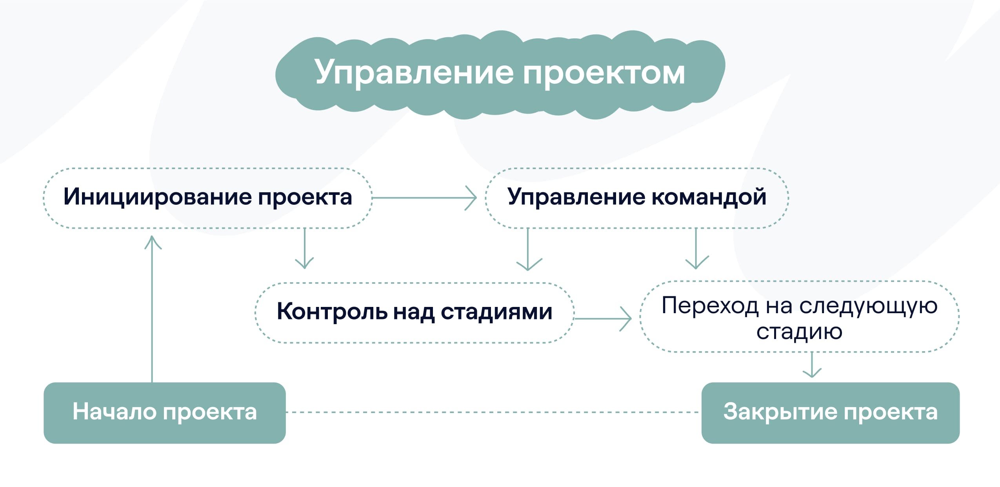 Управление проектом
Инициирование проекта
Управление командой
Контроль над стадиями
Переход на следующую
стадию
Начало проекта
Закрытие проекта